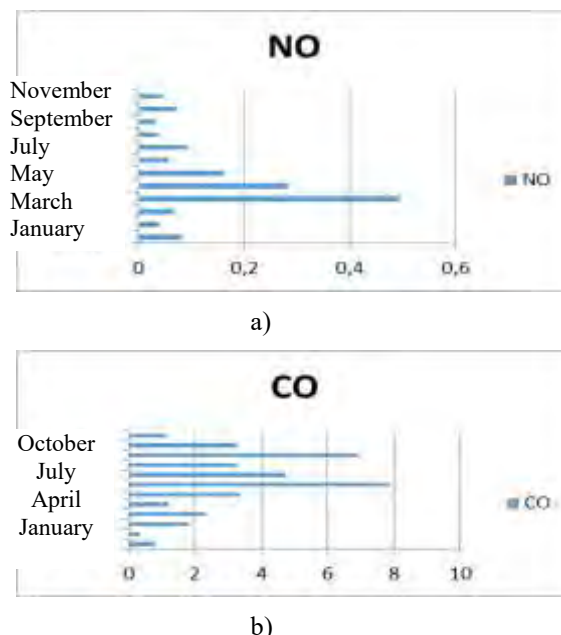 NO
November
September
July
May
March
January
NO
0 0,2 0,4 0,6
a)
CO
October
July
April
January
CO
0 2 4 6 8 10
b)